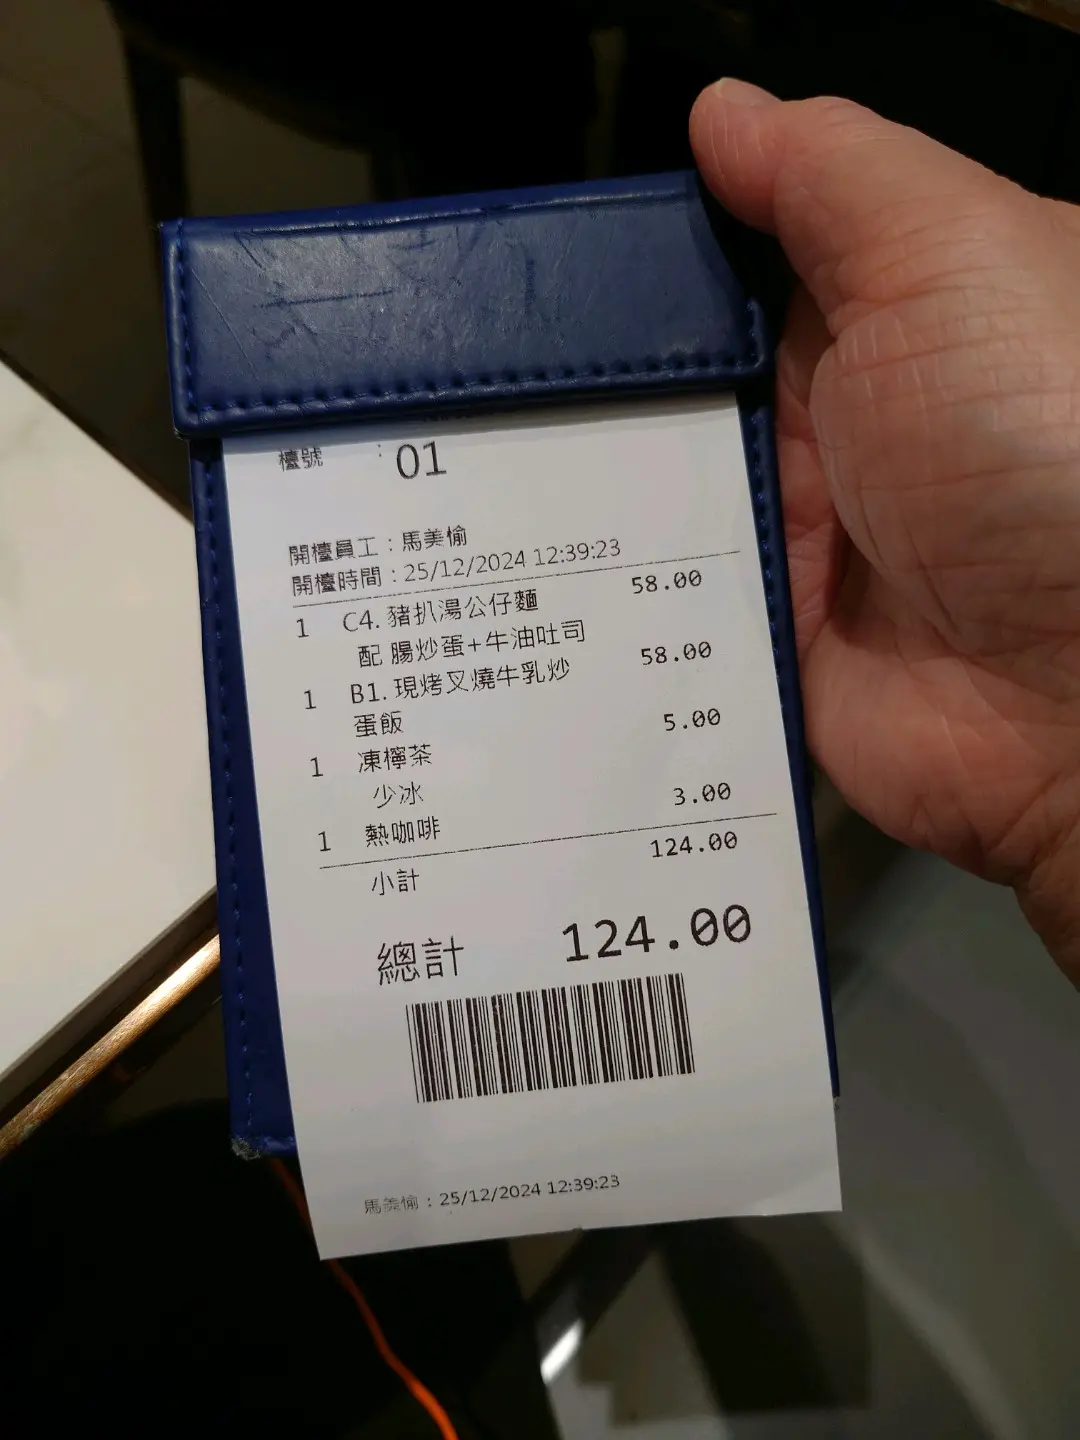 檯號 : 01
開檯員工 : 馬美愉
開檯時間 : 25/12/2024 12:39:23
1 C4. 豬扒湯公仔麵 58.00
配 腸炒蛋+牛油吐司
1 B1. 現烤叉燒牛乳炒 58.00
蛋飯
1 凍檸茶 5.00
少冰
1 熱咖啡 3.00
小計 124.00
總計 124.00
馬美愉 : 25/12/2024 12:39:23